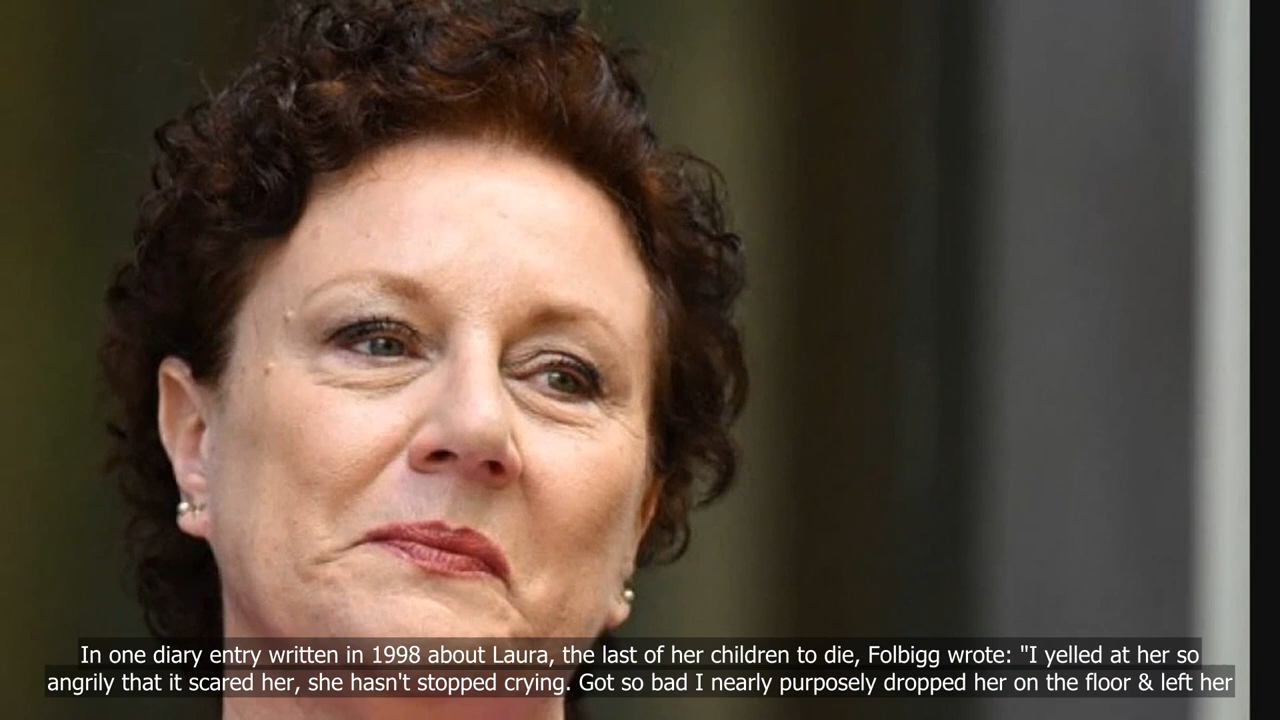 In one diary entry written in 1998 about Laura, the last of her children to die, Folbigg wrote: "I yelled at her so
angrily that it scared her, she hasn't stopped crying. Got so bad I nearly purposely dropped her on the floor & left her